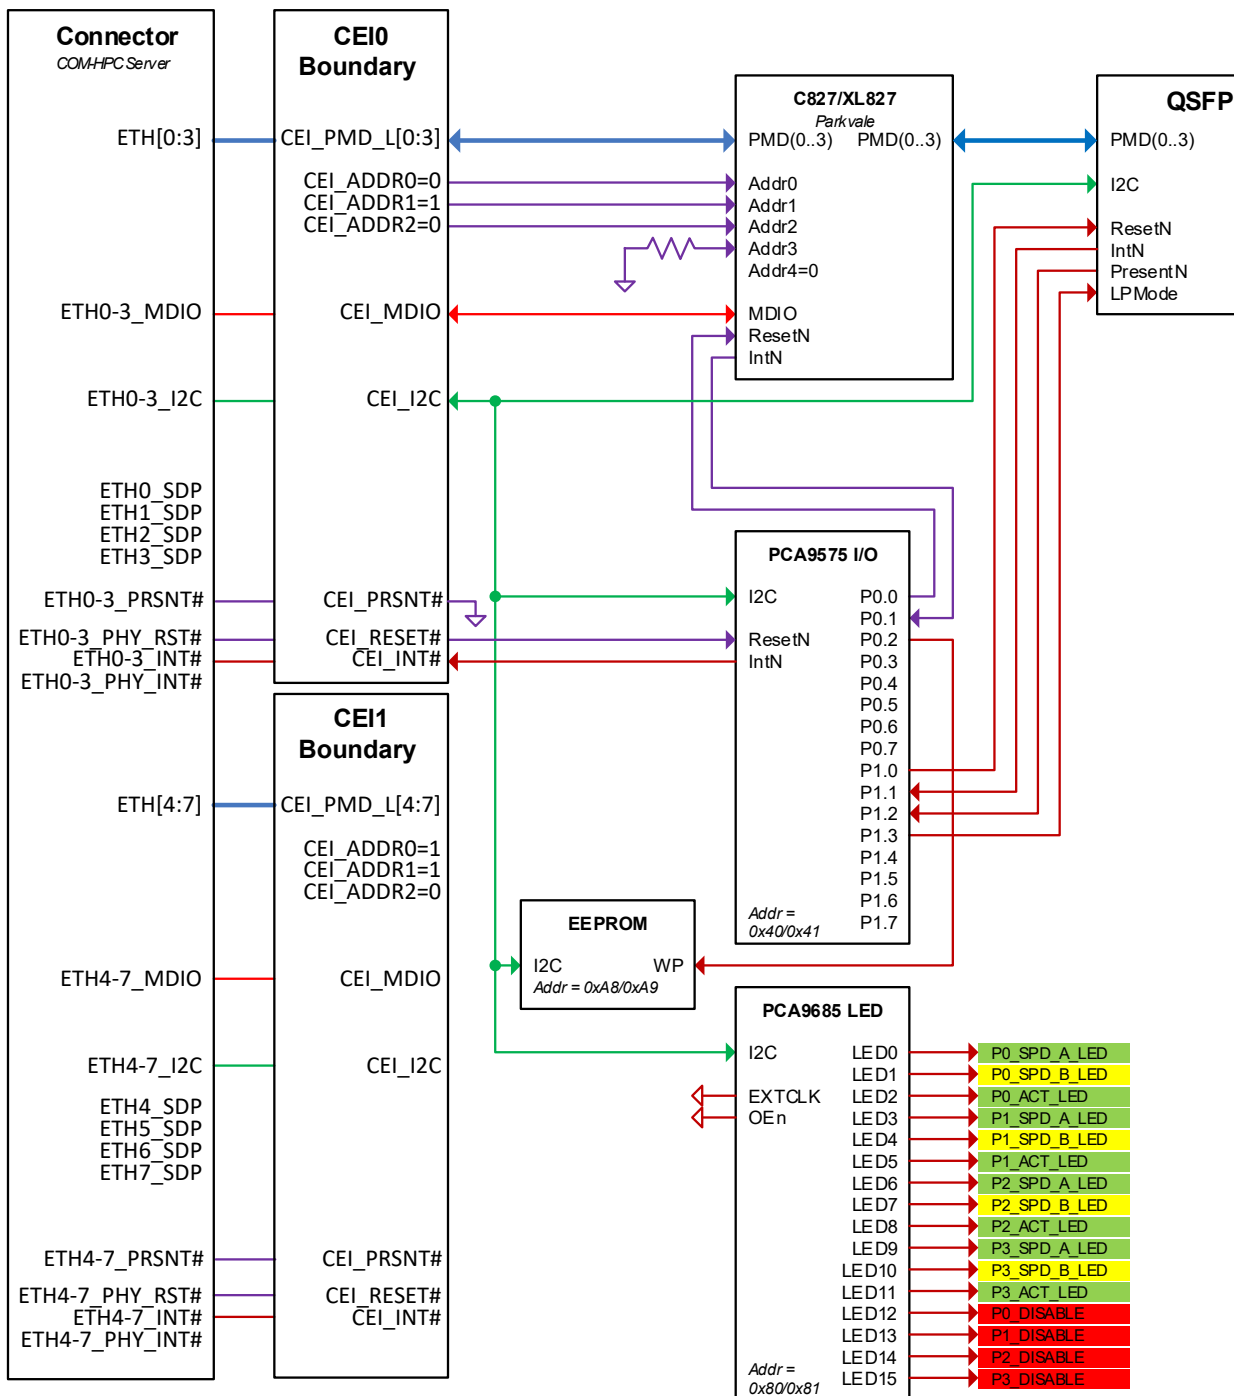 Connector
COM-HPC Server
ETH[0:3]
ETH0-3_MDIO
ETH0-3_I2C
ETH0_SDP
ETH1_SDP
ETH2_SDP
ETH3_SDP
ETH0-3_PRSNT#
ETH0-3_PHY_RST#
ETH0-3_INT#
ETH0-3_PHY_INT#
ETH[4:7]
ETH4-7_MDIO
ETH4-7_I2C
ETH4_SDP
ETH5_SDP
ETH6_SDP
ETH7_SDP
ETH4-7_PRSNT#
ETH4-7_PHY_RST#
ETH4-7_INT#
ETH4-7_PHY_INT#
CEI0
Boundary
CEI_PMD_L[0:3]
CEI_ADDR0=0
CEI_ADDR1=1
CEI_ADDR2=0
CEI_MDIO
CEI_I2C
CEI_PRSNT#
CEI_RESET#
CEI_INT#
CEI1
Boundary
CEI_PMD_L[4:7]
CEI_ADDR0=1
CEI_ADDR1=1
CEI_ADDR2=0
CEI_MDIO
CEI_I2C
CEI_PRSNT#
CEI_RESET#
CEI_INT#
C827/XL827
Parkvale
PMD(0..3) PMD(0..3)
Addr0
Addr1
Addr2
Addr3
Addr4=0
MDIO
ResetN
IntN
QSFP
PMD(0..3)
I2C
ResetN
IntN
PresentN
LPMode
PCA9575 I/O
I2C P0.0
P0.1
ResetN P0.2
IntN P0.3
P0.4
P0.5
P0.6
P0.7
P1.0
P1.1
P1.2
P1.3
P1.4
P1.5
P1.6
P1.7
Addr =
0x40/0x41
EEPROM
I2C WP
Addr = 0xA8/0xA9
PCA9685 LED
I2C LED0 P0_SPD_A_LED
LED1 P0_SPD_B_LED
EXTCLK LED2 P0_ACT_LED
OEn LED3 P1_SPD_A_LED
LED4 P1_SPD_B_LED
LED5 P1_ACT_LED
LED6 P2_SPD_A_LED
LED7 P2_SPD_B_LED
LED8 P2_ACT_LED
LED9 P3_SPD_A_LED
LED10 P3_SPD_B_LED
LED11 P3_ACT_LED
LED12 P0_DISABLE
LED13 P1_DISABLE
LED14 P2_DISABLE
LED15 P3_DISABLE
Addr =
0x80/0x81